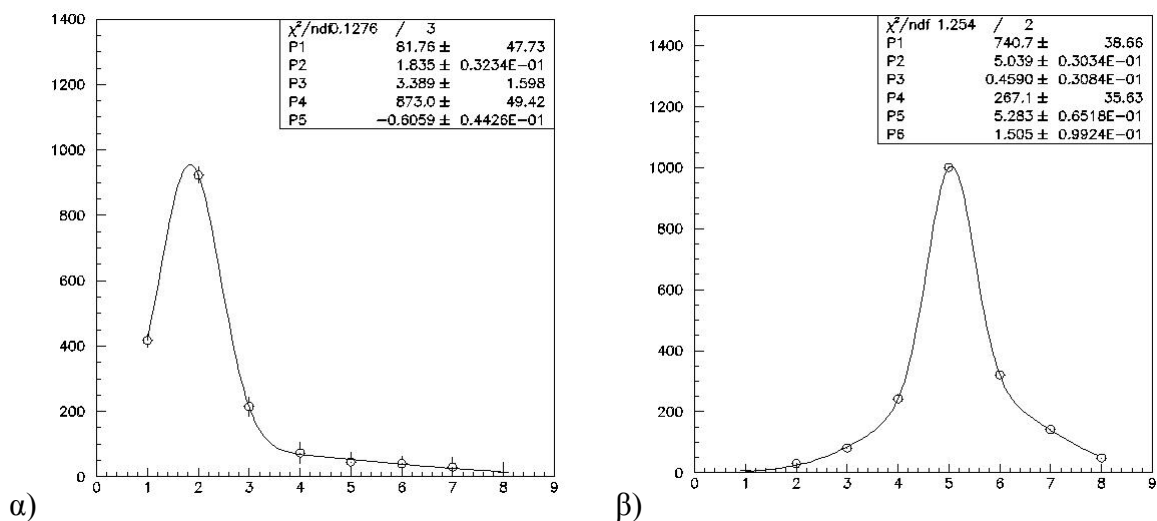 χ²/ndf 0.1276 / 3
P1 81.76 ± 47.73
P2 1.835 ± 0.3234E−01
P3 3.389 ± 1.598
P4 873.0 ± 49.42
P5 −0.6059 ± 0.4426E−01
1400
1200
1000
800
600
400
200
0
0 1 2 3 4 5 6 7 8 9
α)
χ²/ndf 1.254 / 2
P1 740.7 ± 38.66
P2 5.039 ± 0.3034E−01
P3 0.4590 ± 0.3084E−01
P4 267.1 ± 35.63
P5 5.283 ± 0.6518E−01
P6 1.505 ± 0.9924E−01
1400
1200
1000
800
600
400
200
0
0 1 2 3 4 5 6 7 8 9
β)